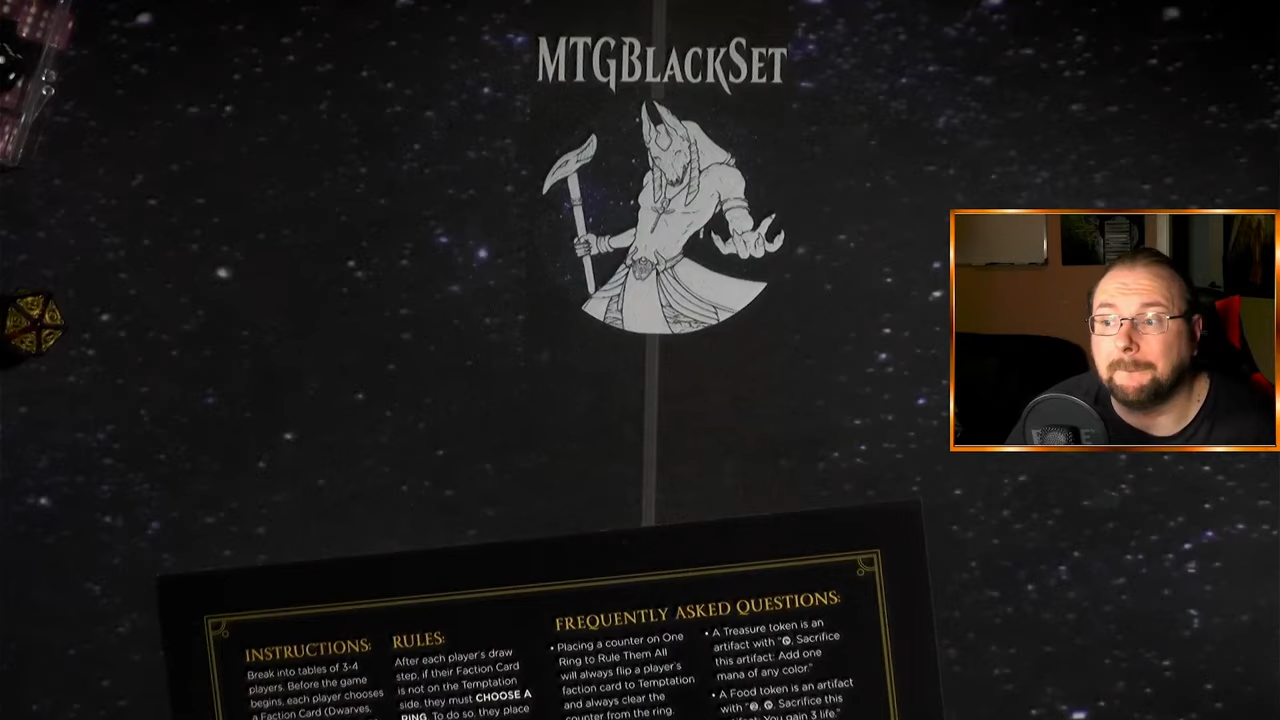 MTGBLACKSET
INSTRUCTIONS:
Break into tables of 3-4
players. Before the game
begins, each player chooses
a Faction Card (Dwarves,
RULES:
After each player's draw
step, if their Faction Card
is not on the Temptation
side, they must CHOOSE A
RING. To do so, they place
FREQUENTLY ASKED QUESTIONS:
• Placing a counter on One
Ring to Rule Them All
will always flip a player's
faction card to Temptation
and always clear the
counter from the ring.
• A Treasure token is an
artifact with ", Sacrifice
this artifact: Add one
mana of any color."
• A Food token is an artifact
with ", Sacrifice this
You gain 3 life."